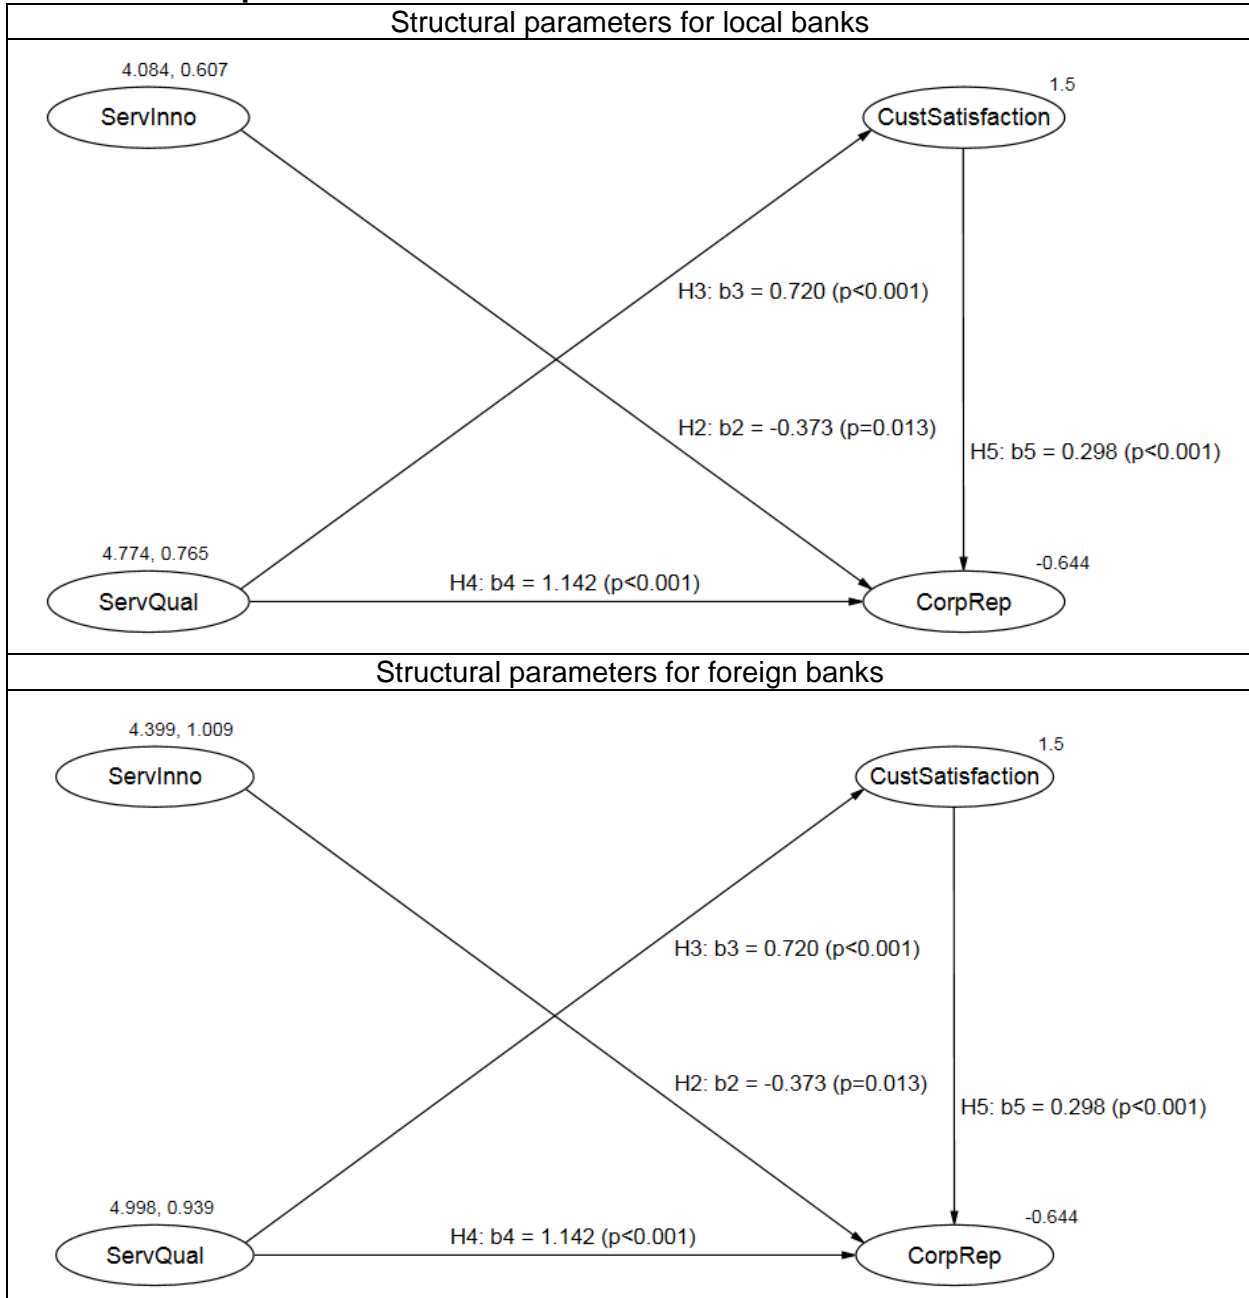 Structural parameters for local banks
4.084, 0.607
ServInno
1.5
CustSatisfaction
H3: b3 = 0.720 (p<0.001)
H2: b2 = -0.373 (p=0.013)
H5: b5 = 0.298 (p<0.001)
4.774, 0.765
ServQual
H4: b4 = 1.142 (p<0.001)
-0.644
CorpRep
Structural parameters for foreign banks
4.399, 1.009
ServInno
1.5
CustSatisfaction
H3: b3 = 0.720 (p<0.001)
H2: b2 = -0.373 (p=0.013)
H5: b5 = 0.298 (p<0.001)
4.998, 0.939
ServQual
H4: b4 = 1.142 (p<0.001)
-0.644
CorpRep